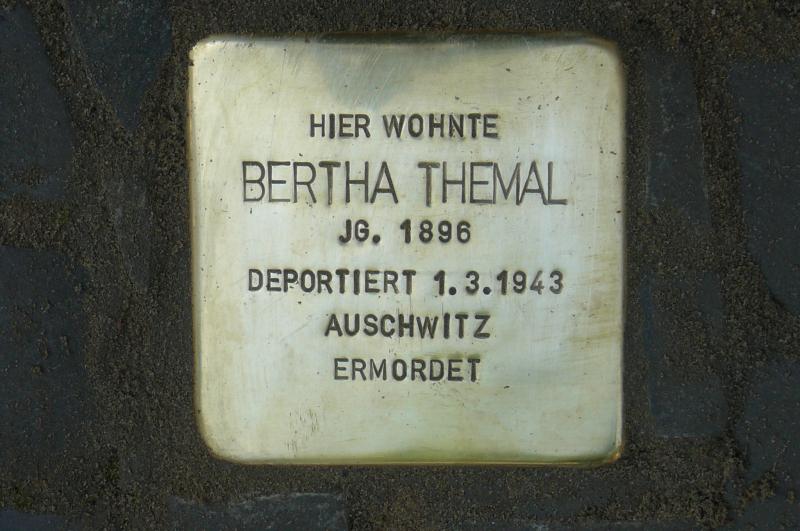 HIER WOHNTE
BERTHA THEMAL
JG. 1896
DEPORTIERT 1.3.1943
AUSCHWITZ
ERMORDET